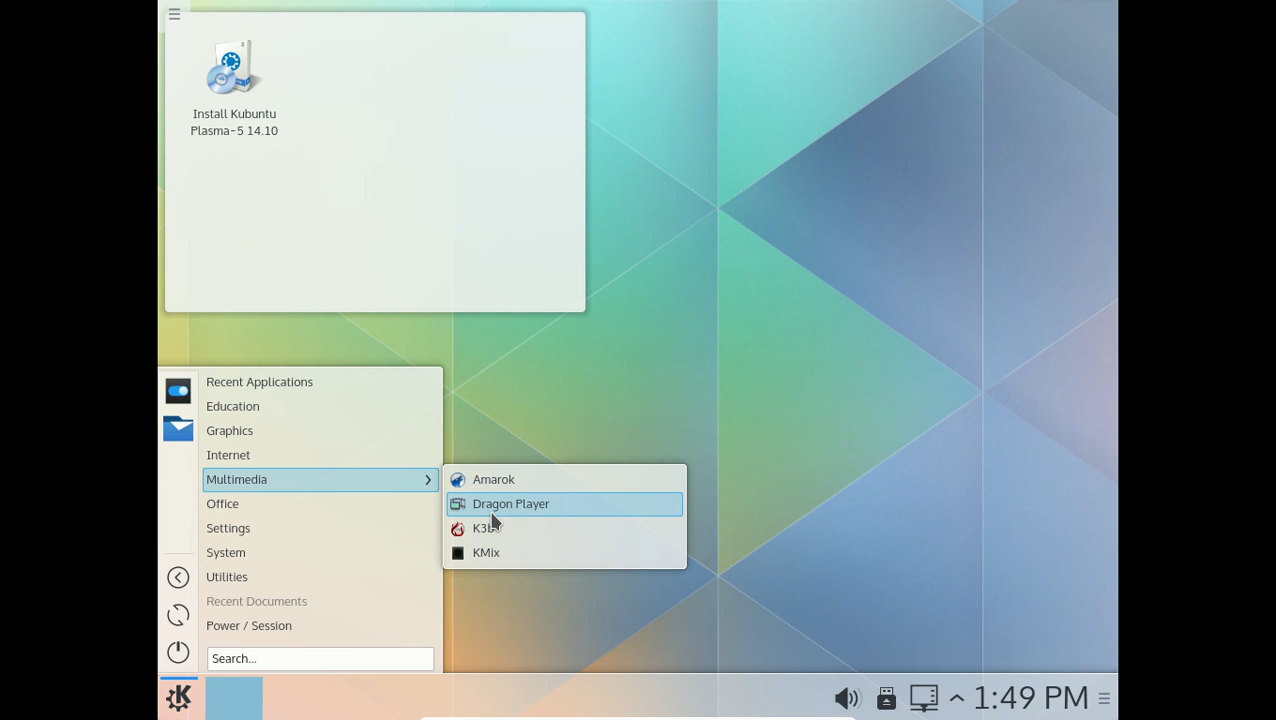 Install Kubuntu
Plasma-5 14.10
Recent Applications
Education
Graphics
Internet
Multimedia
Office
Settings
System
Utilities
Recent Documents
Power / Session
Search...
Amarok
Dragon Player
K3b
KMix
1:49 PM